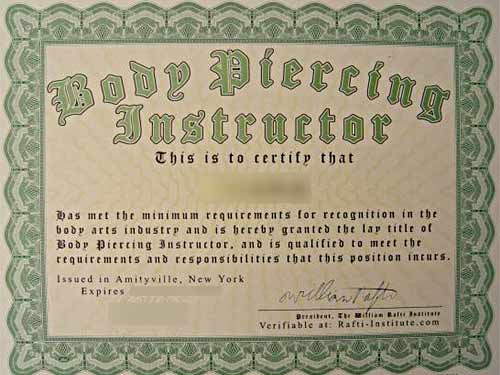 Body Piercing
Instructor
This is to certify that
Has met the minimum requirements for recognition in the
body arts industry and is hereby granted the lay title of
Body Piercing Instructor, and is qualified to meet the
requirements and responsibilities that this position incurs.
Issued in Amityville, New York
Expires
William Rafti
President, The William Rafti Institute
Verifiable at: Rafti-Institute.com